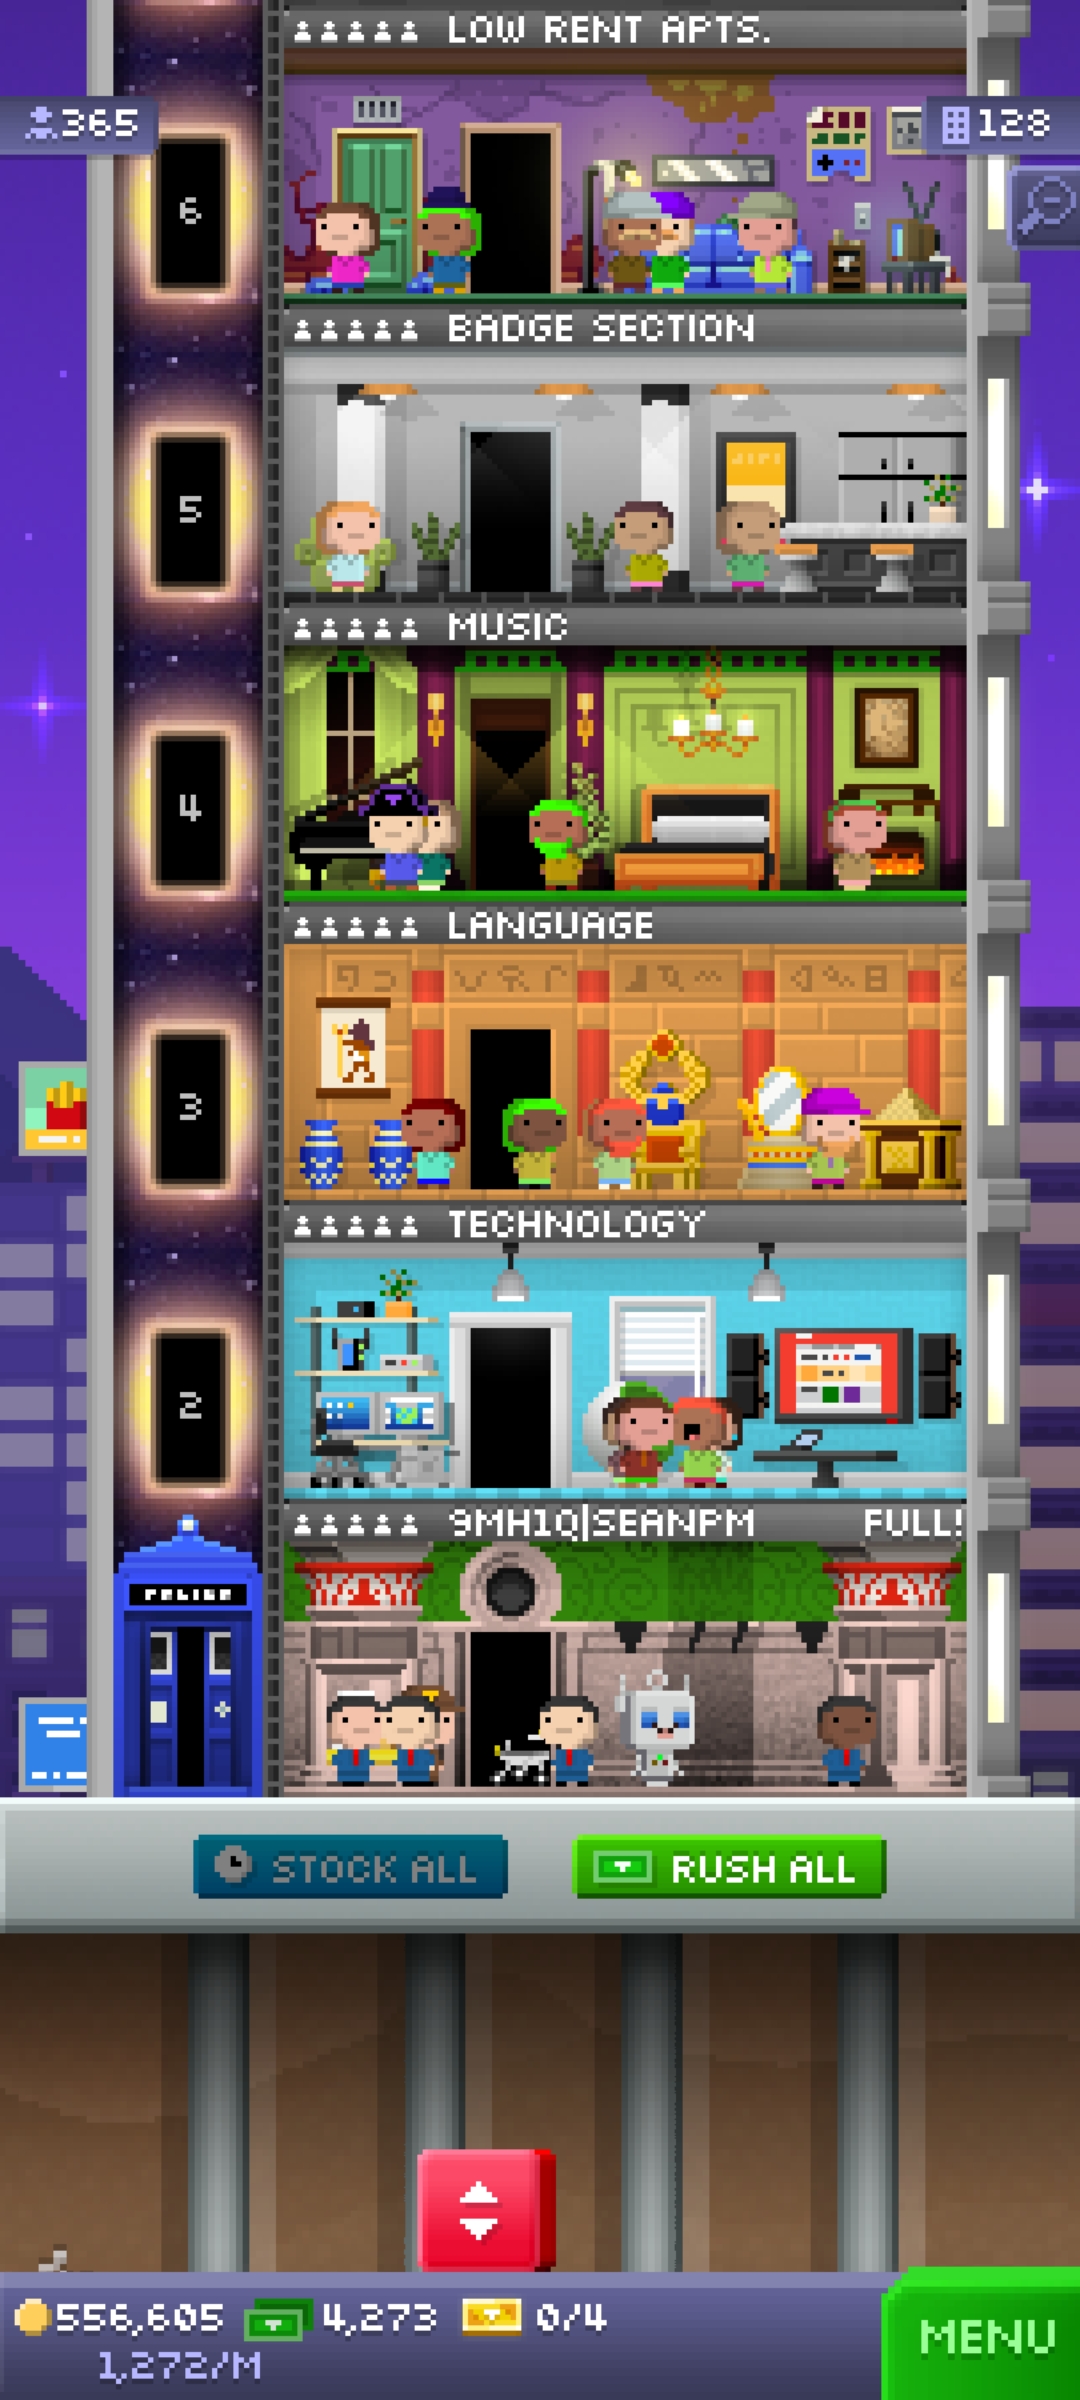 LOW RENT APTS.
365
128
6
BADGE SECTION
5
MUSIC
4
LANGUAGE
3
TECHNOLOGY
2
9MH1Q|SEANPM FULL!
POLICE
STOCK ALL
RUSH ALL
556,605 4,273 0/4
1,272/M
MENU